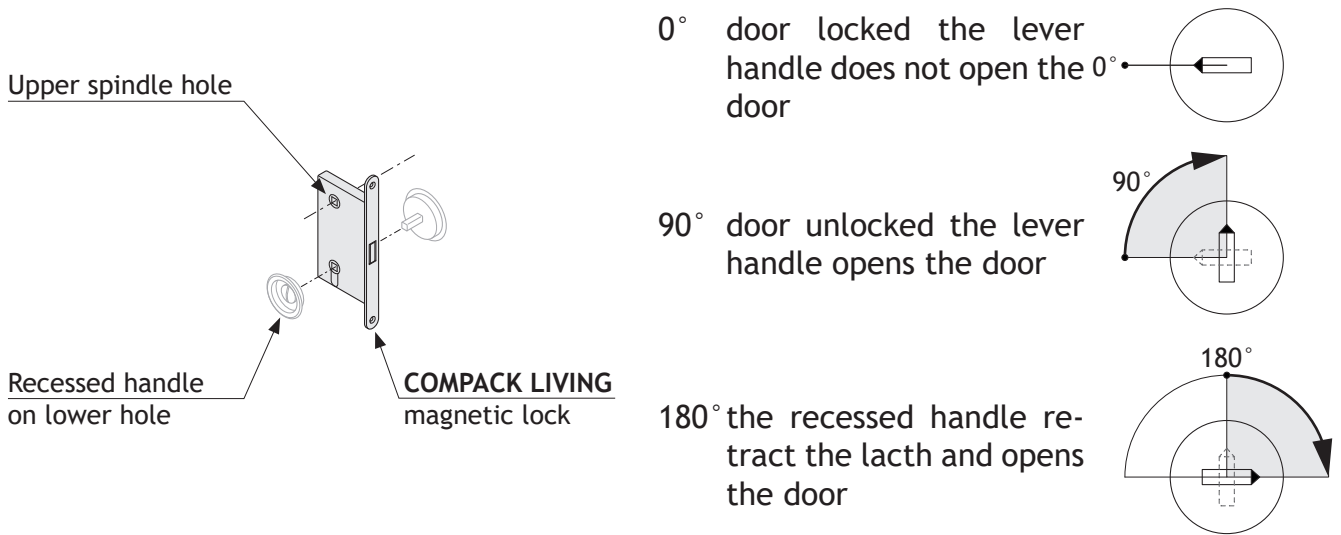 Upper spindle hole
Recessed handle
on lower hole
COMPACK LIVING
magnetic lock
0° door locked the lever
handle does not open the
door
0°
90° door unlocked the lever
handle opens the door
90°
180° the recessed handle re-
tract the lacth and opens
the door
180°